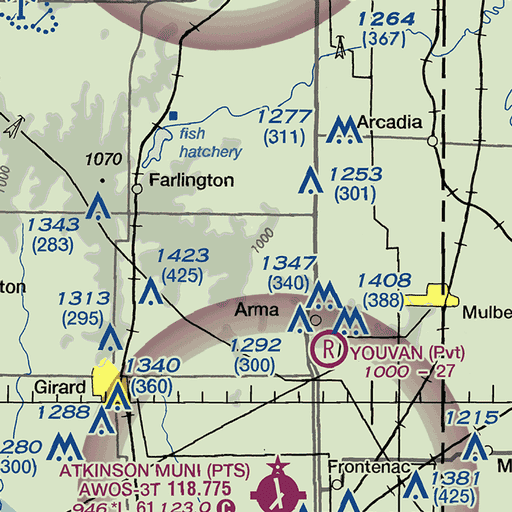 1264
(367)
1277
(311)
Arcadia
fish
hatchery
1070
1253
(301)
Farlington
1000
1343
(283)
1000
1423
(425)
1347
(340)
1408
(388)
ton
1313
(295)
Arma
Mulbe
1292
(300)
R
YOUVAN (Pvt)
1000 - 27
1340
(360)
Girard
1288
1215
280
(300)
ATKINSON MUNI (PTS)
AWOS-3T 118.775
Frontenac
M
1381
(425)
946 *L 61 123.0 C